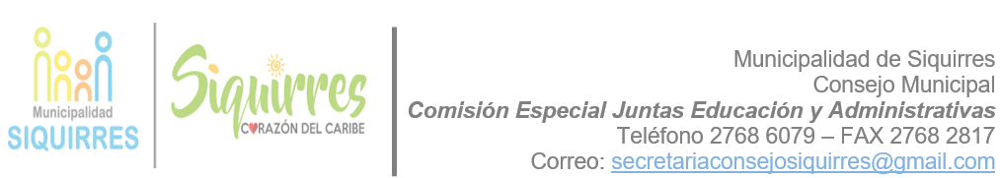 Municipalidad
SIQUIRRES
Siquirres
CORAZÓN DEL CARIBE
Municipalidad de Siquirres
Consejo Municipal
Comisión Especial Juntas Educación y Administrativas
Teléfono 2768 6079 – FAX 2768 2817
Correo: secretariaconsejosiquirres@gmail.com